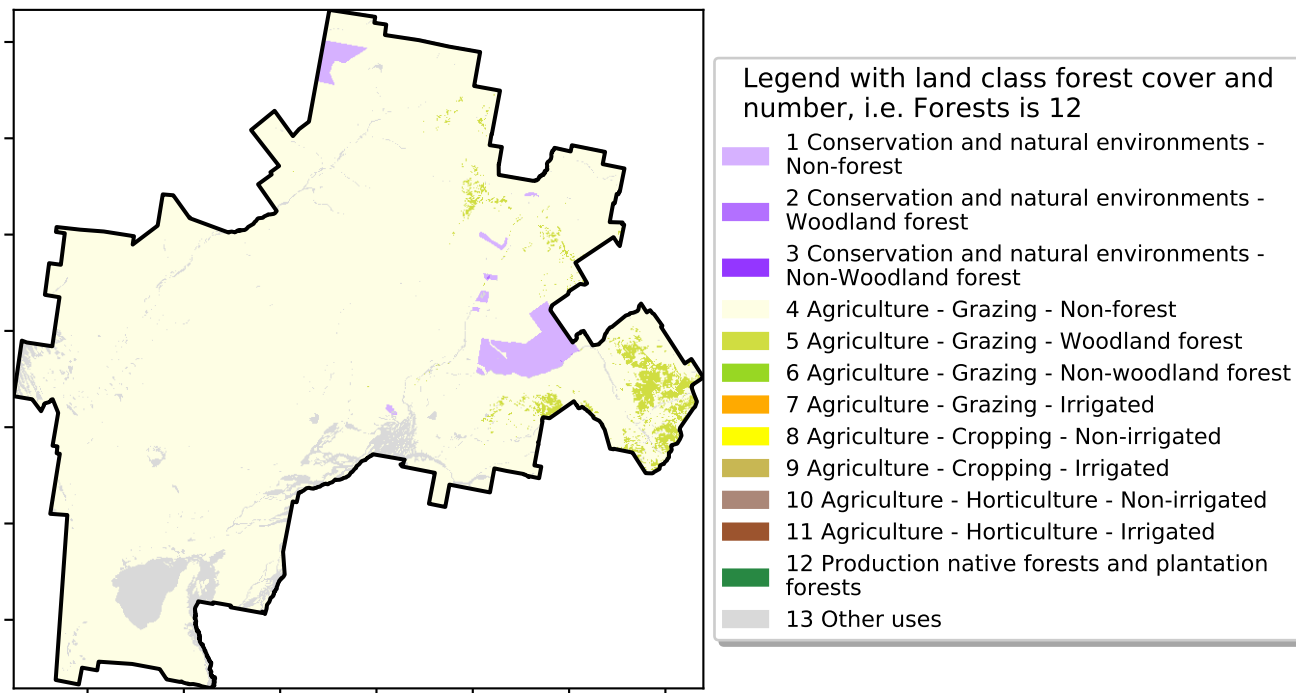 Legend with land class forest cover and
number, i.e. Forests is 12
1 Conservation and natural environments -
Non-forest
2 Conservation and natural environments -
Woodland forest
3 Conservation and natural environments -
Non-Woodland forest
4 Agriculture - Grazing - Non-forest
5 Agriculture - Grazing - Woodland forest
6 Agriculture - Grazing - Non-woodland forest
7 Agriculture - Grazing - Irrigated
8 Agriculture - Cropping - Non-irrigated
9 Agriculture - Cropping - Irrigated
10 Agriculture - Horticulture - Non-irrigated
11 Agriculture - Horticulture - Irrigated
12 Production native forests and plantation
forests
13 Other uses